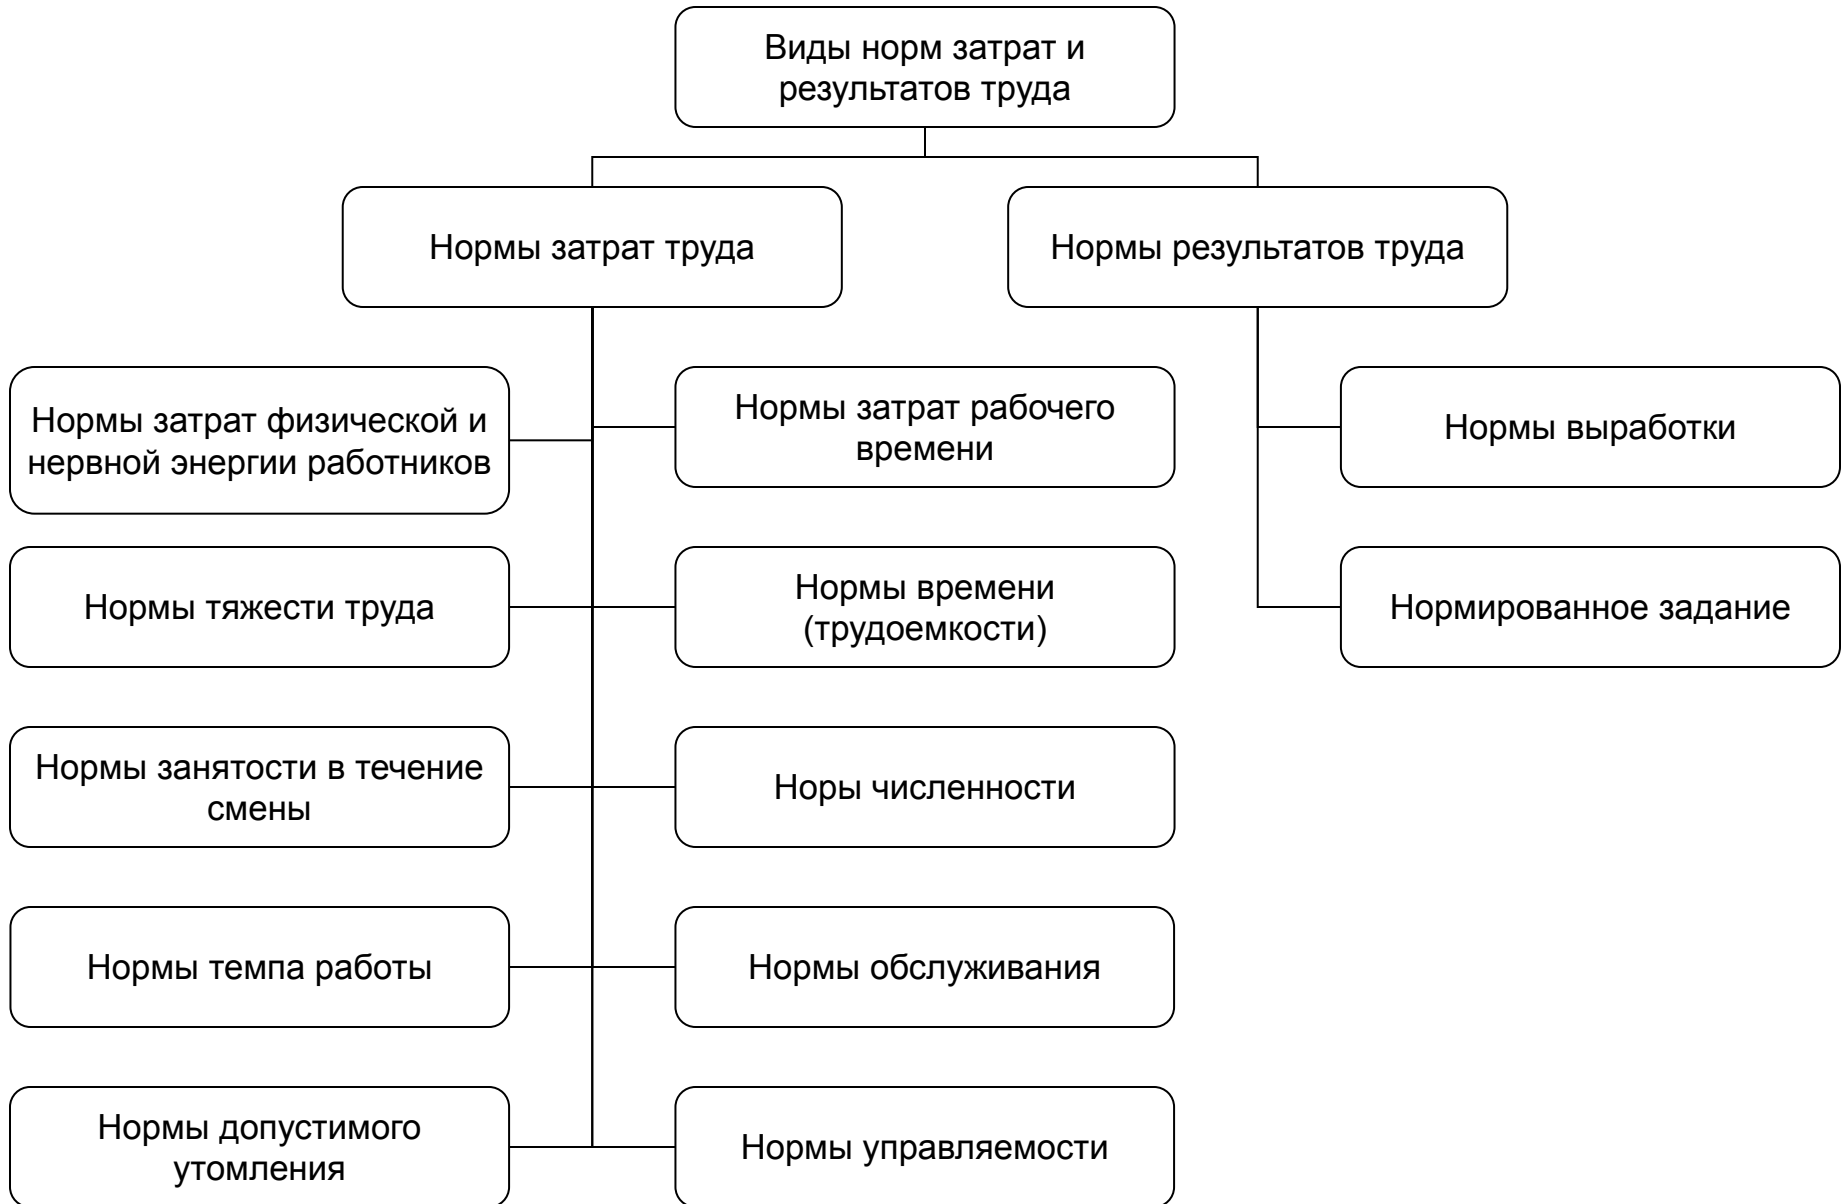 Виды норм затрат и
результатов труда
Нормы затрат труда
Нормы результатов труда
Нормы затрат физической и
нервной энергии работников
Нормы затрат рабочего
времени
Нормы выработки
Нормы тяжести труда
Нормы времени
(трудоемкости)
Нормированное задание
Нормы занятости в течение
смены
Норы численности
Нормы темпа работы
Нормы обслуживания
Нормы допустимого
утомления
Нормы управляемости